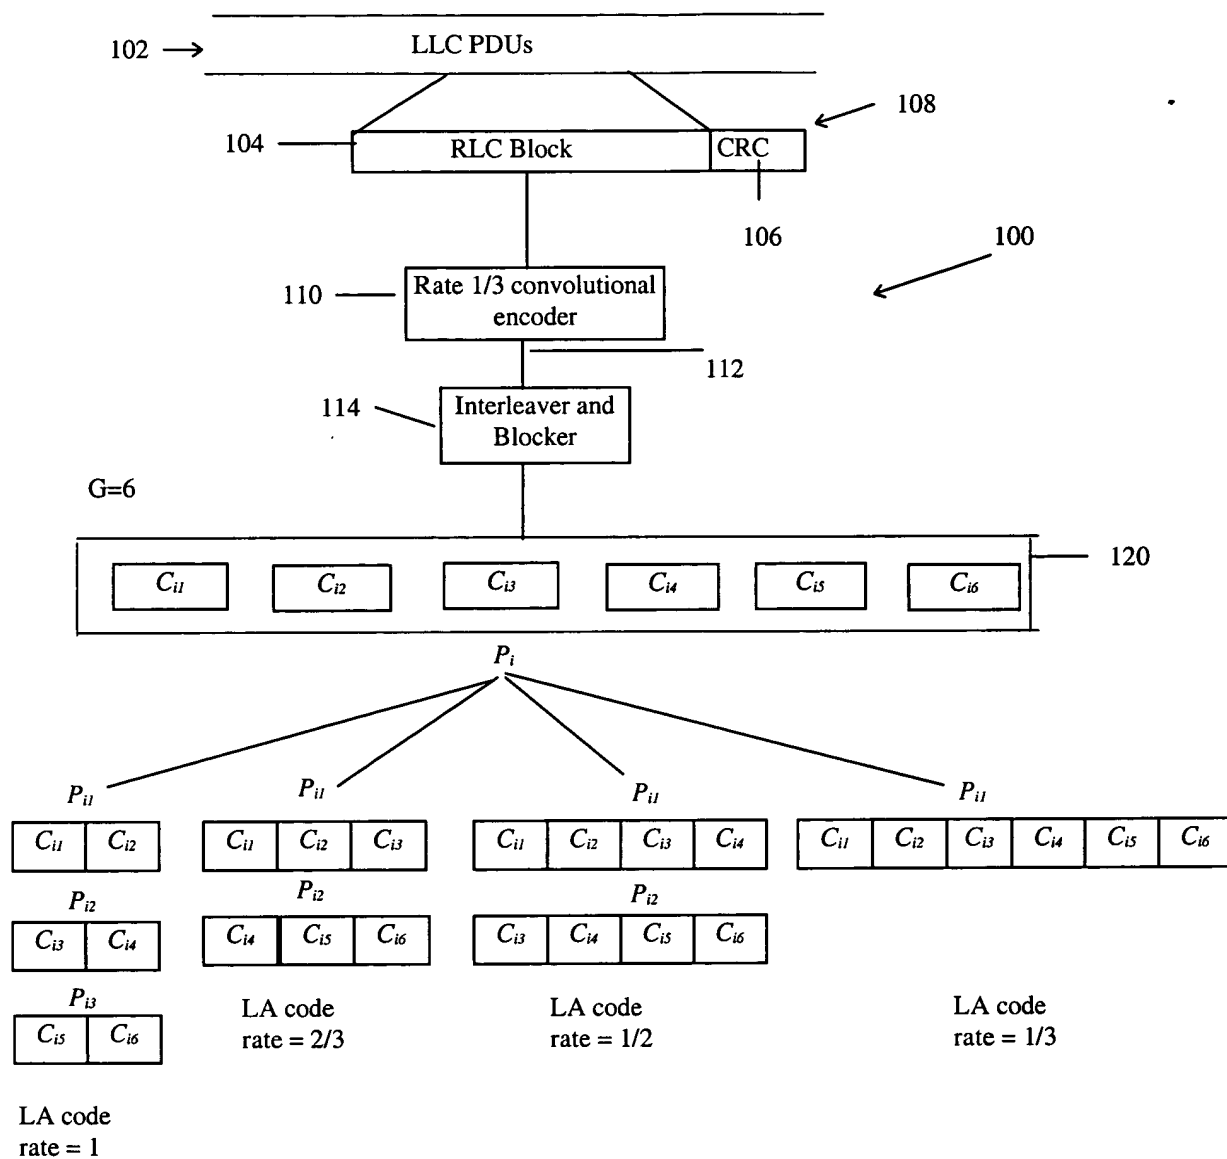 102
LLC PDUs
108
104
RLC Block
CRC
106
100
110
Rate 1/3 convolutional
encoder
112
114
Interleaver and
Blocker
G=6
120
Ci1 Ci2 Ci3 Ci4 Ci5 Ci6
Pi
Pi1 Pi1 Pi1 Pi1
Ci1 Ci2 Ci1 Ci2 Ci3 Ci1 Ci2 Ci3 Ci4 Ci1 Ci2 Ci3 Ci4 Ci5 Ci6
Pi2 Pi2 Pi2
Ci3 Ci4 Ci4 Ci5 Ci6 Ci3 Ci4 Ci5 Ci6
Pi3
Ci5 Ci6
LA code
rate = 2/3
LA code
rate = 1/2
LA code
rate = 1/3
LA code
rate = 1